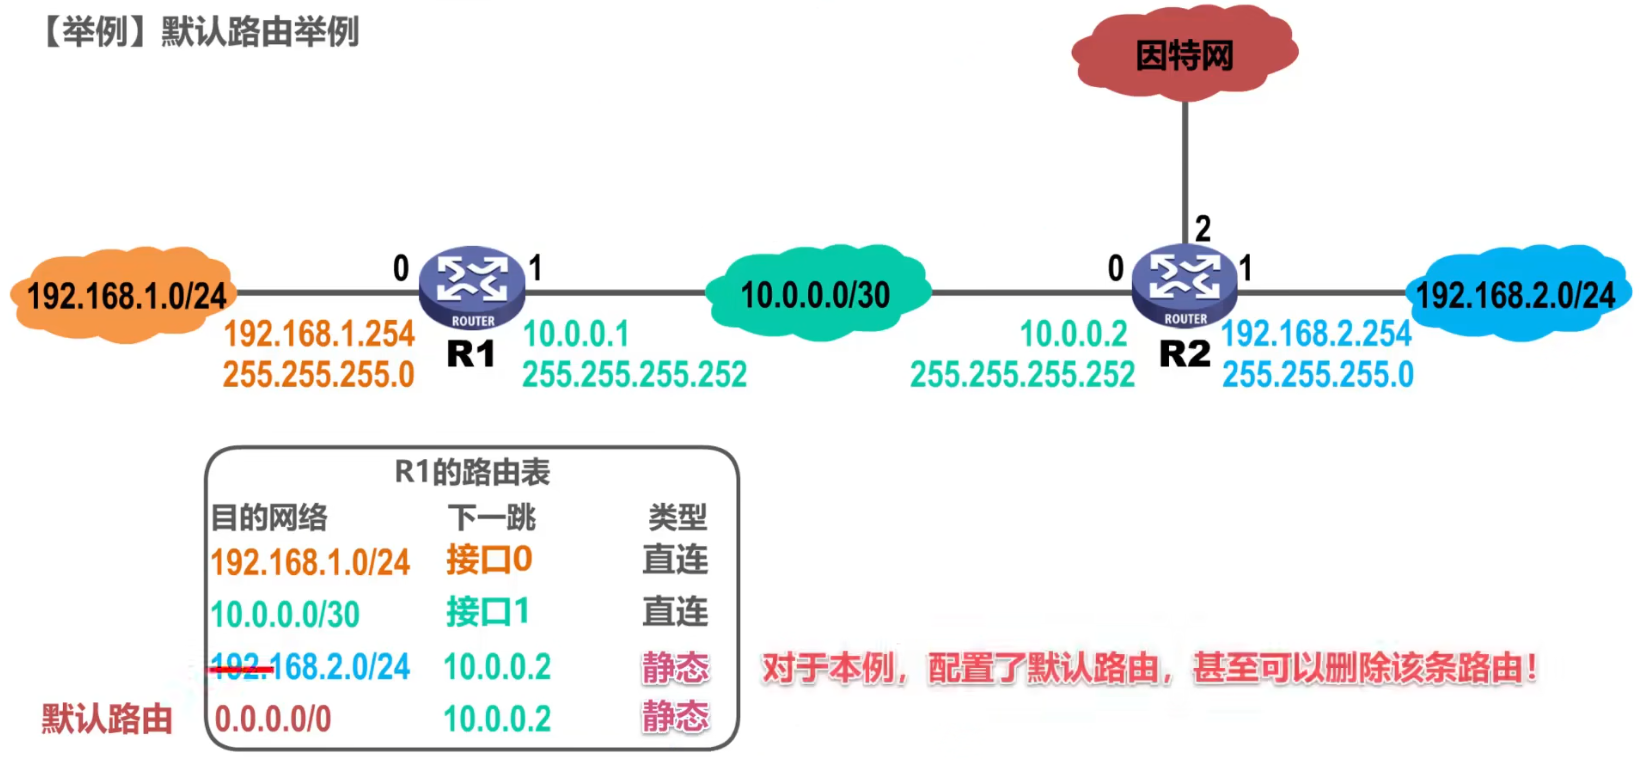 【举例】默认路由举例
因特网
2
0
1
0
1
192.168.1.0/24
10.0.0.0/30
192.168.2.0/24
ROUTER
ROUTER
192.168.1.254
255.255.255.0
R1
10.0.0.1
255.255.255.252
10.0.0.2
255.255.255.252
R2
192.168.2.254
255.255.255.0
R1的路由表
目的网络 下一跳 类型
192.168.1.0/24 接口0 直连
10.0.0.0/30 接口1 直连
192.168.2.0/24 10.0.0.2 静态 对于本例，配置了默认路由，甚至可以删除该条路由！
默认路由 0.0.0.0/0 10.0.0.2 静态